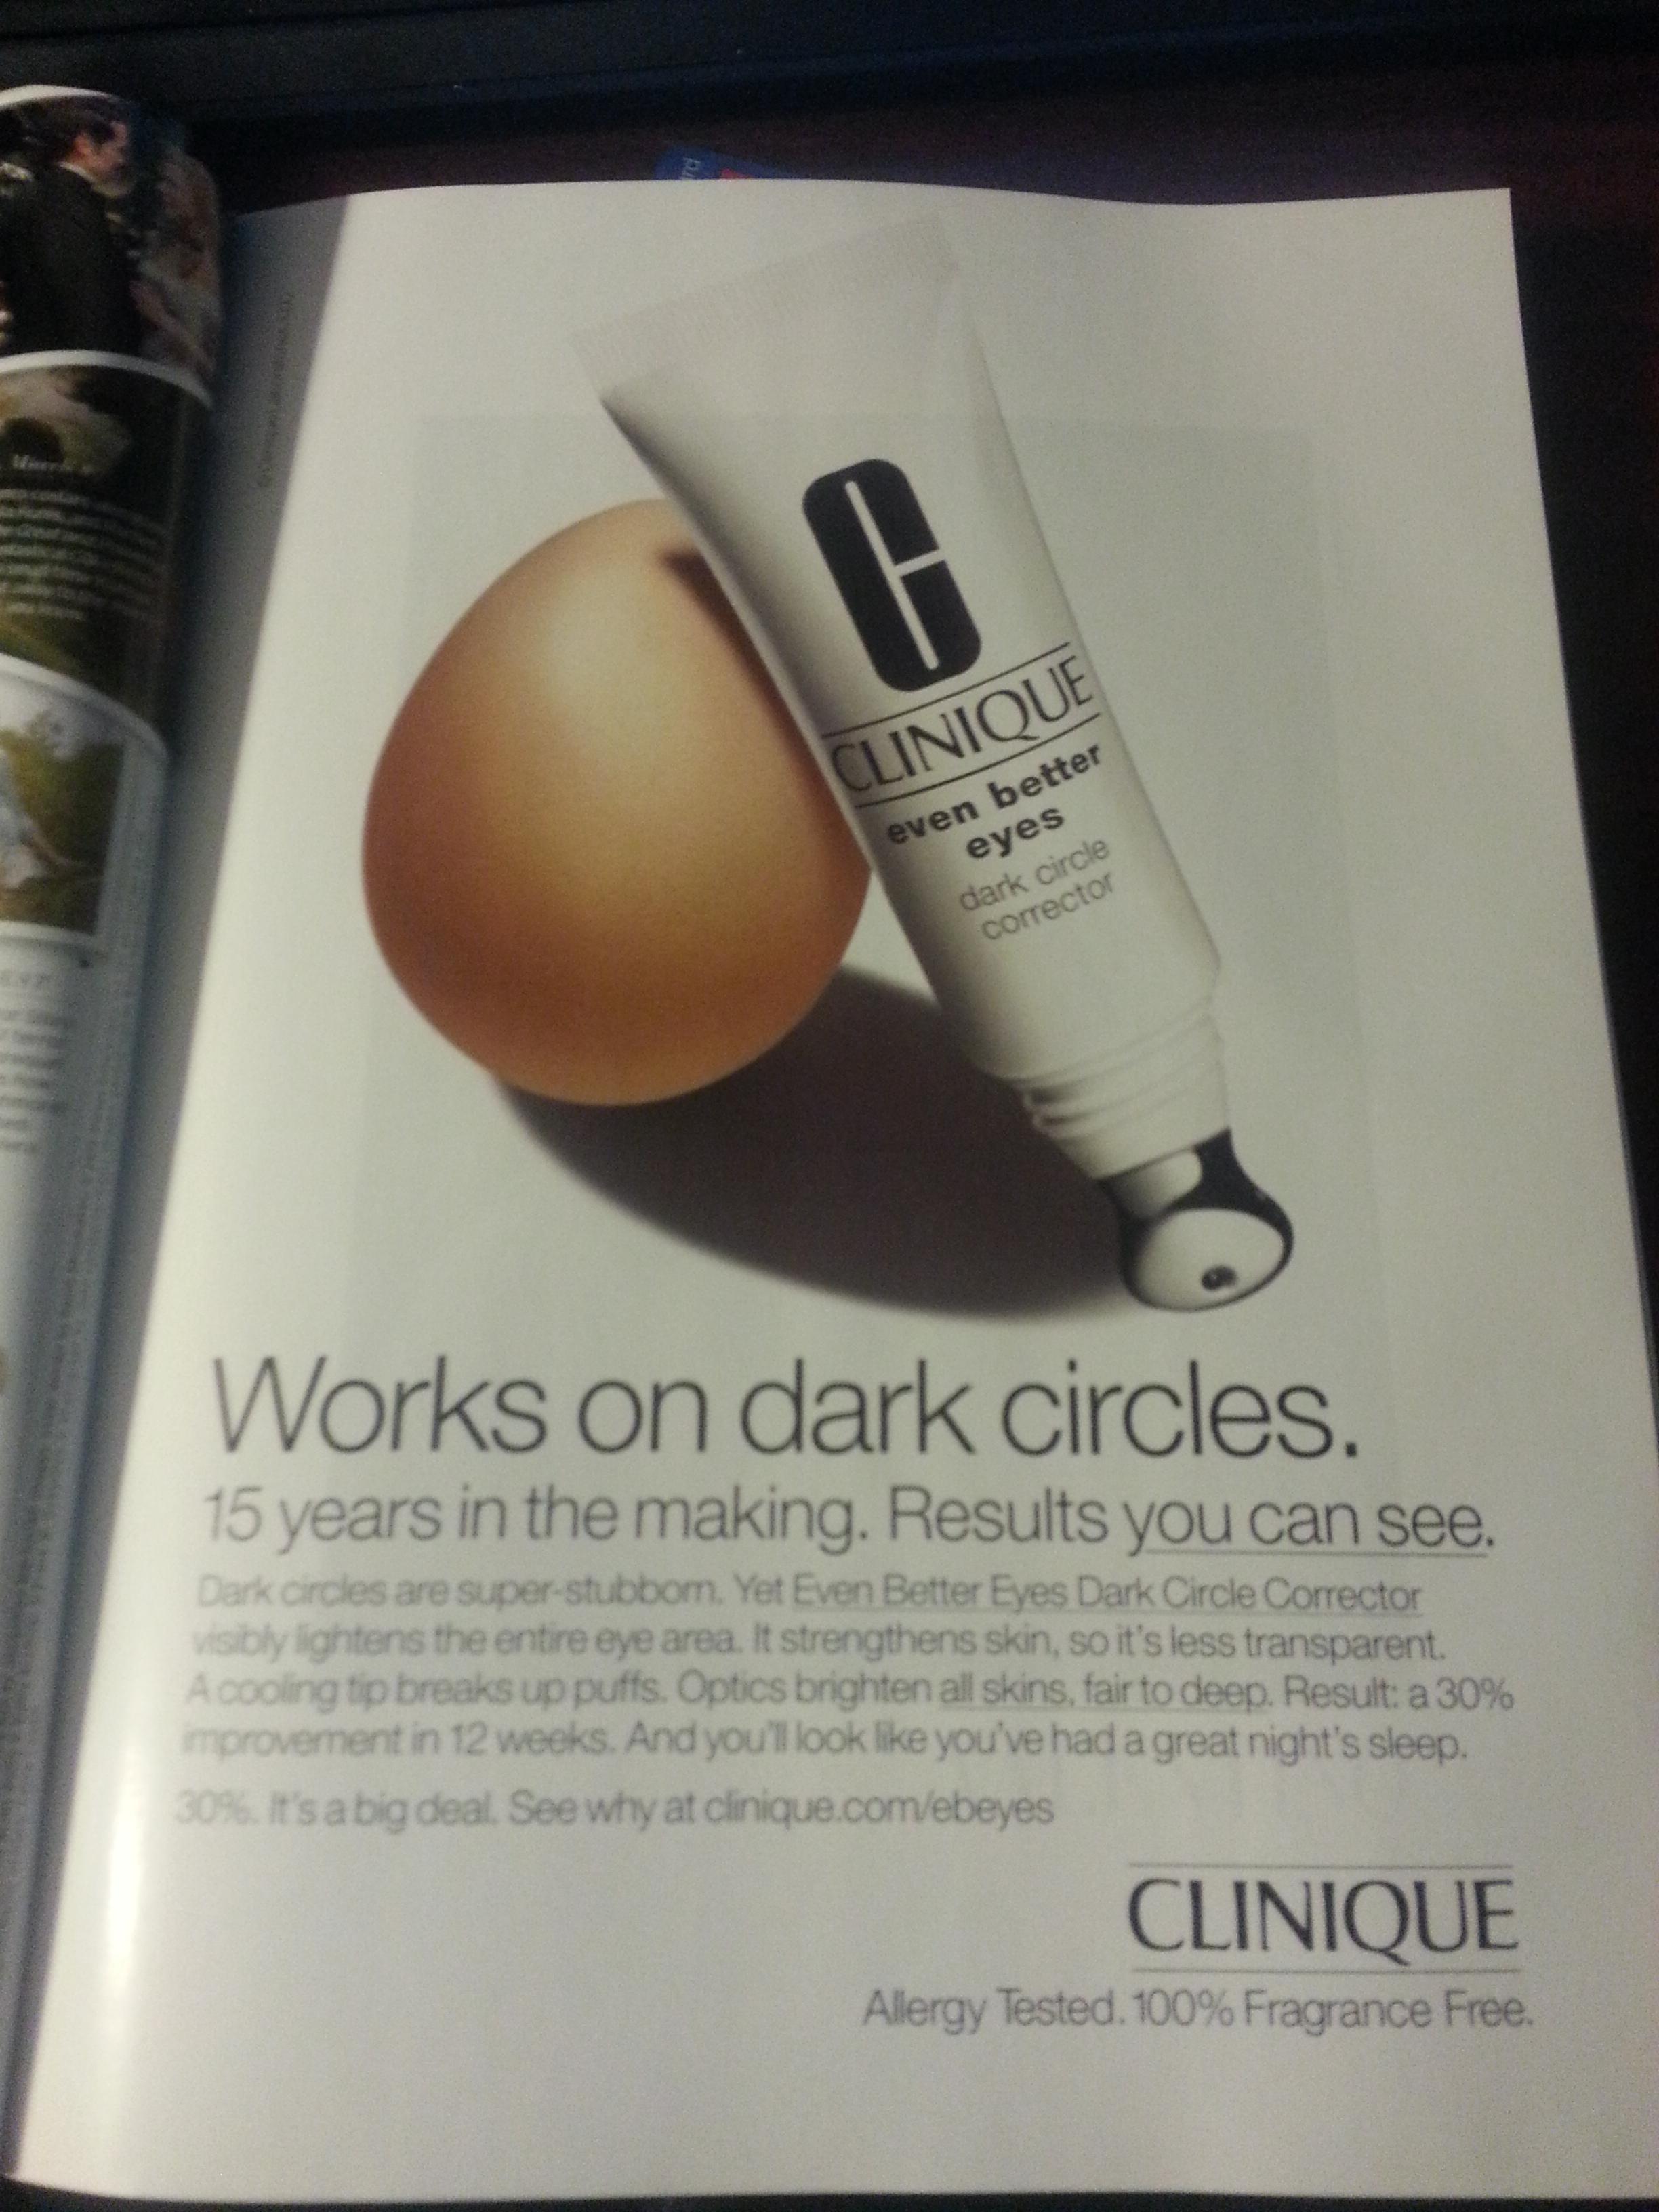 CLINIQUE
even better
eyes
dark circle
corrector
Works on dark circles.
15 years in the making. Results you can see.
Dark circles are super-stubborn. Yet Even Better Eyes Dark Circle Corrector
visibly lightens the entire eye area. It strengthens skin, so it's less transparent.
A cooling tip breaks up puffs. Optics brighten all skins, fair to deep. Result: a 30%
improvement in 12 weeks. And you'll look like you've had a great night's sleep.
30%. It's a big deal. See why at clinique.com/ebeyes
CLINIQUE
Allergy Tested. 100% Fragrance Free.